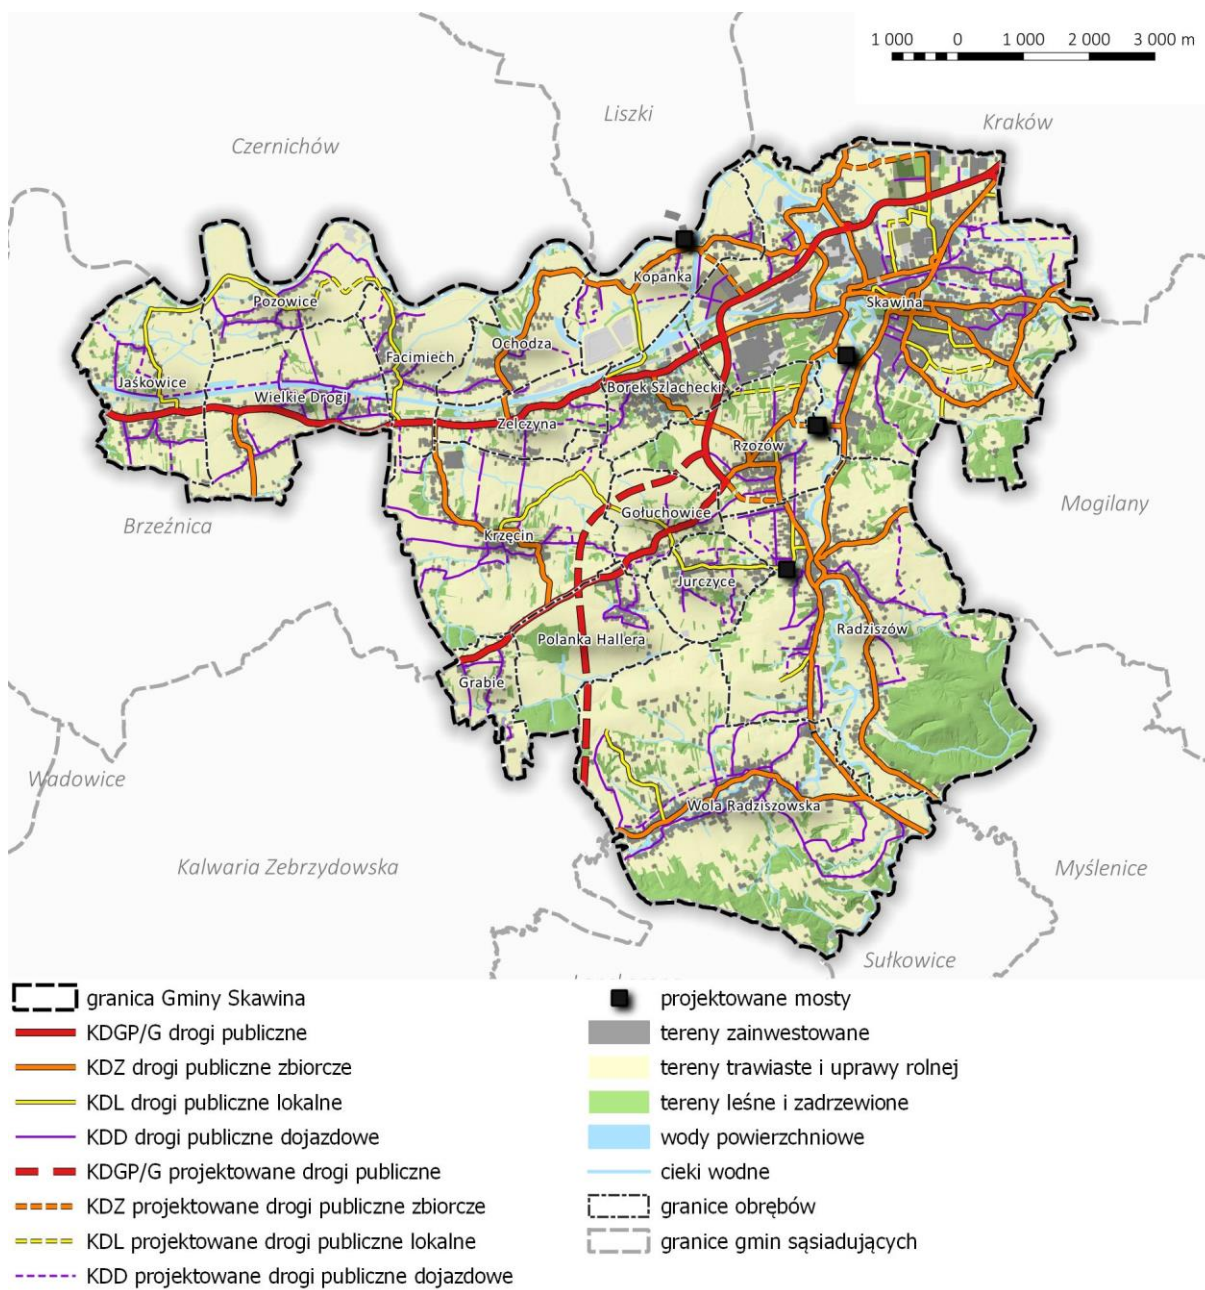 1 000 0 1 000 2 000 3 000 m
Liszki
Kraków
Czernichów
Kopanka
Pozowice
Skawina
Ochodza
Facimiech
Jaśkowice
Borek Szlachecki
Wielkie Drogi
Zelczyna
Rzozów
Mogilany
Gołuchowice
Brzeźnica
Krzęcin
Jurczyce
Radziszów
Polanka Hallera
Grabie
Wadowice
Wola Radziszowska
Kalwaria Zebrzydowska
Myślenice
Sułkowice
granica Gminy Skawina
KDGP/G drogi publiczne
KDZ drogi publiczne zbiorcze
KDL drogi publiczne lokalne
KDD drogi publiczne dojazdowe
KDGP/G projektowane drogi publiczne
KDZ projektowane drogi publiczne zbiorcze
KDL projektowane drogi publiczne lokalne
KDD projektowane drogi publiczne dojazdowe
projektowane mosty
tereny zainwestowane
tereny trawiaste i uprawy rolnej
tereny leśne i zadrzewione
wody powierzchniowe
cieki wodne
granice obrębów
granice gmin sąsiadujących